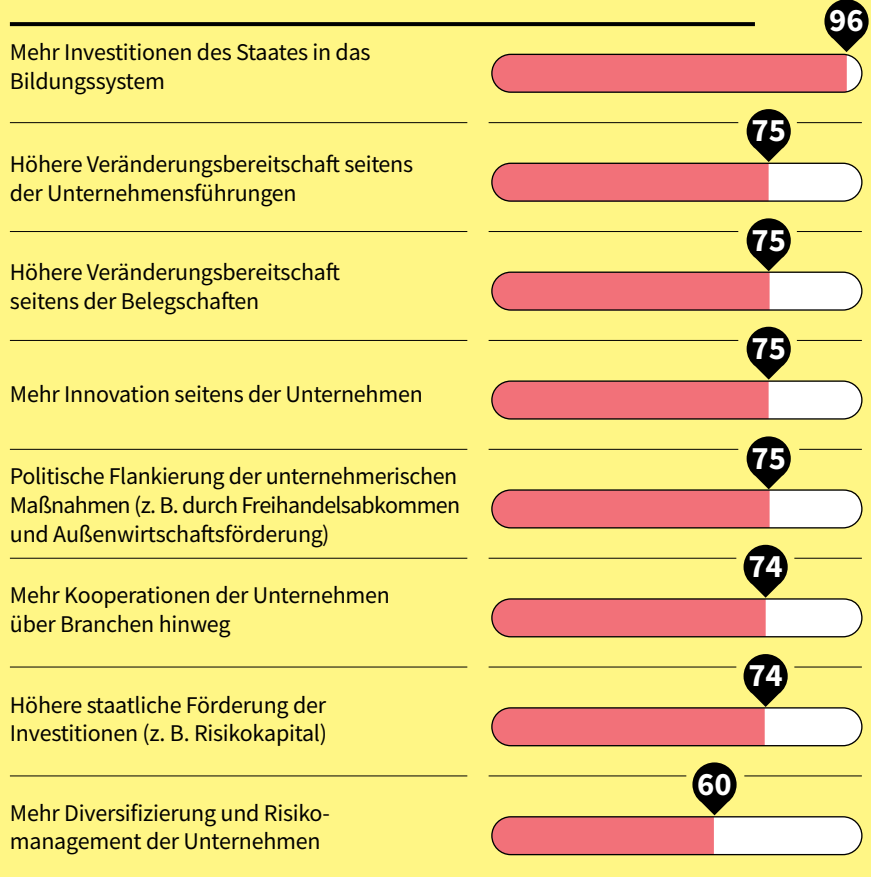 96
Mehr Investitionen des Staates in das
Bildungssystem
75
Höhere Veränderungsbereitschaft seitens
der Unternehmensführungen
75
Höhere Veränderungsbereitschaft
seitens der Belegschaften
75
Mehr Innovation seitens der Unternehmen
75
Politische Flankierung der unternehmerischen
Maßnahmen (z. B. durch Freihandelsabkommen
und Außenwirtschaftsförderung)
74
Mehr Kooperationen der Unternehmen
über Branchen hinweg
74
Höhere staatliche Förderung der
Investitionen (z. B. Risikokapital)
60
Mehr Diversifizierung und Risiko-
management der Unternehmen